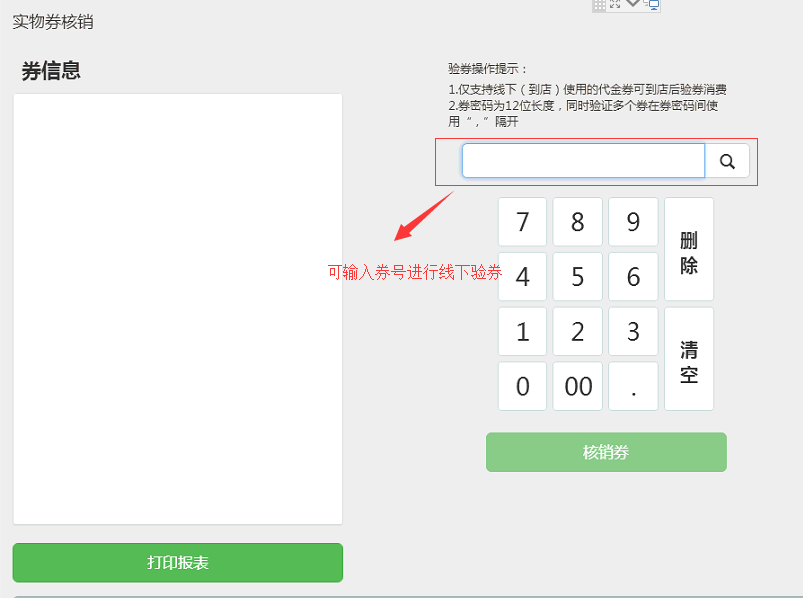 实物券核销
券信息
验券操作提示：
1.仅支持线下（到店）使用的代金券可到店后验券消费
2.券密码为12位长度，同时验证多个券在券密码间使
用“，”隔开
可输入券号进行线下验券
7 8 9 删除
4 5 6
1 2 3 清空
0 00 .
核销券
打印报表